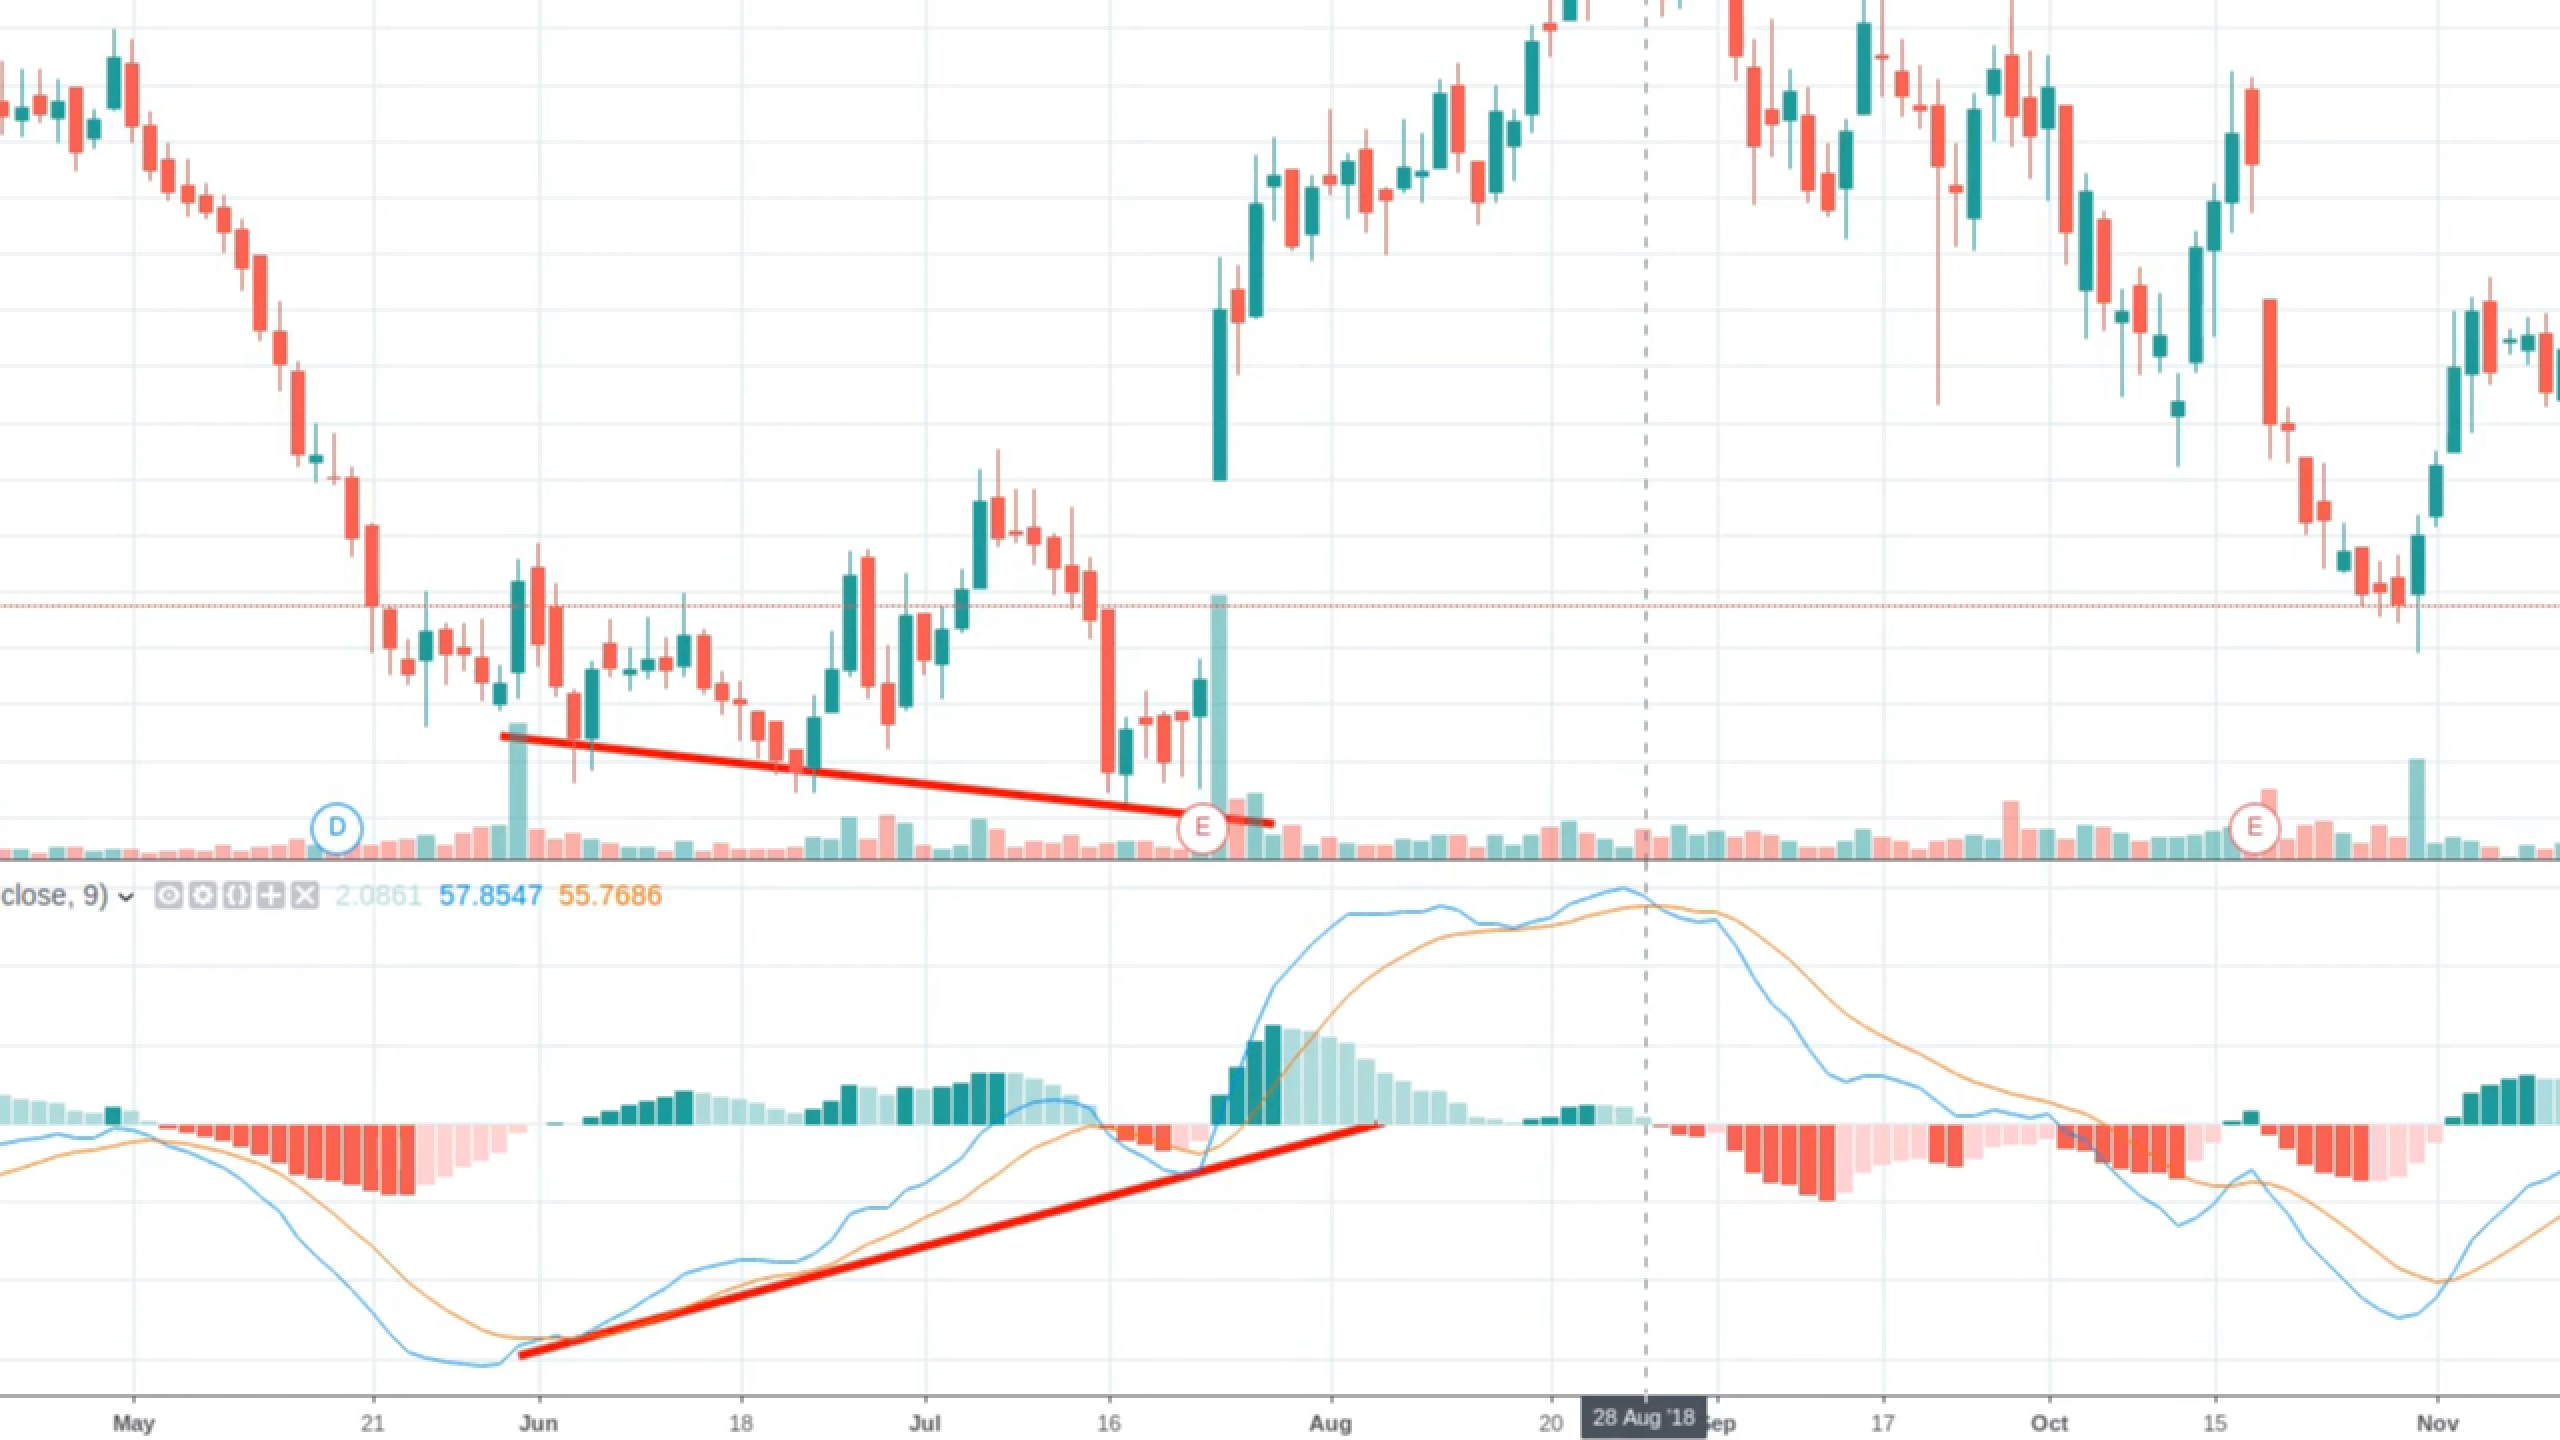 D
E
E
close, 9) 2.0861 57.8547 55.7686
May 21 Jun 18 Jul 16 Aug 20 28 Aug '18 Sep 17 Oct 15 Nov